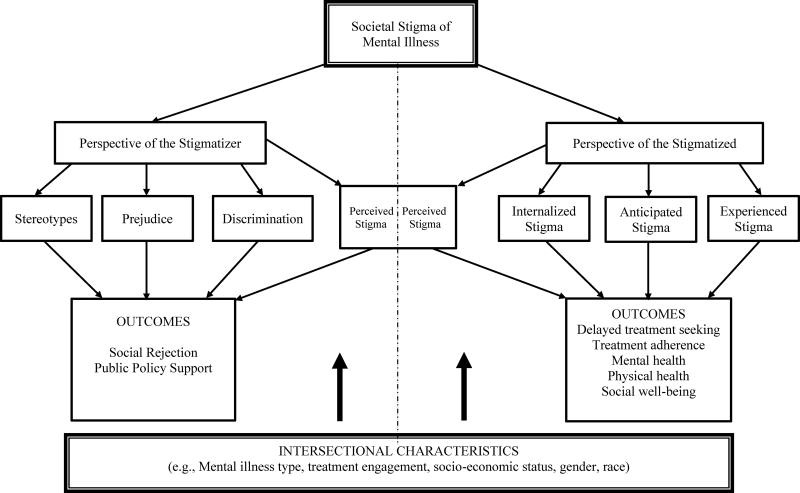 Societal Stigma of
Mental Illness
Perspective of the Stigmatizer
Perspective of the Stigmatized
Stereotypes
Prejudice
Discrimination
Perceived
Stigma
Perceived
Stigma
Internalized
Stigma
Anticipated
Stigma
Experienced
Stigma
OUTCOMES
Social Rejection
Public Policy Support
OUTCOMES
Delayed treatment seeking
Treatment adherence
Mental health
Physical health
Social well-being
INTERSECTIONAL CHARACTERISTICS
(e.g., Mental illness type, treatment engagement, socio-economic status, gender, race)